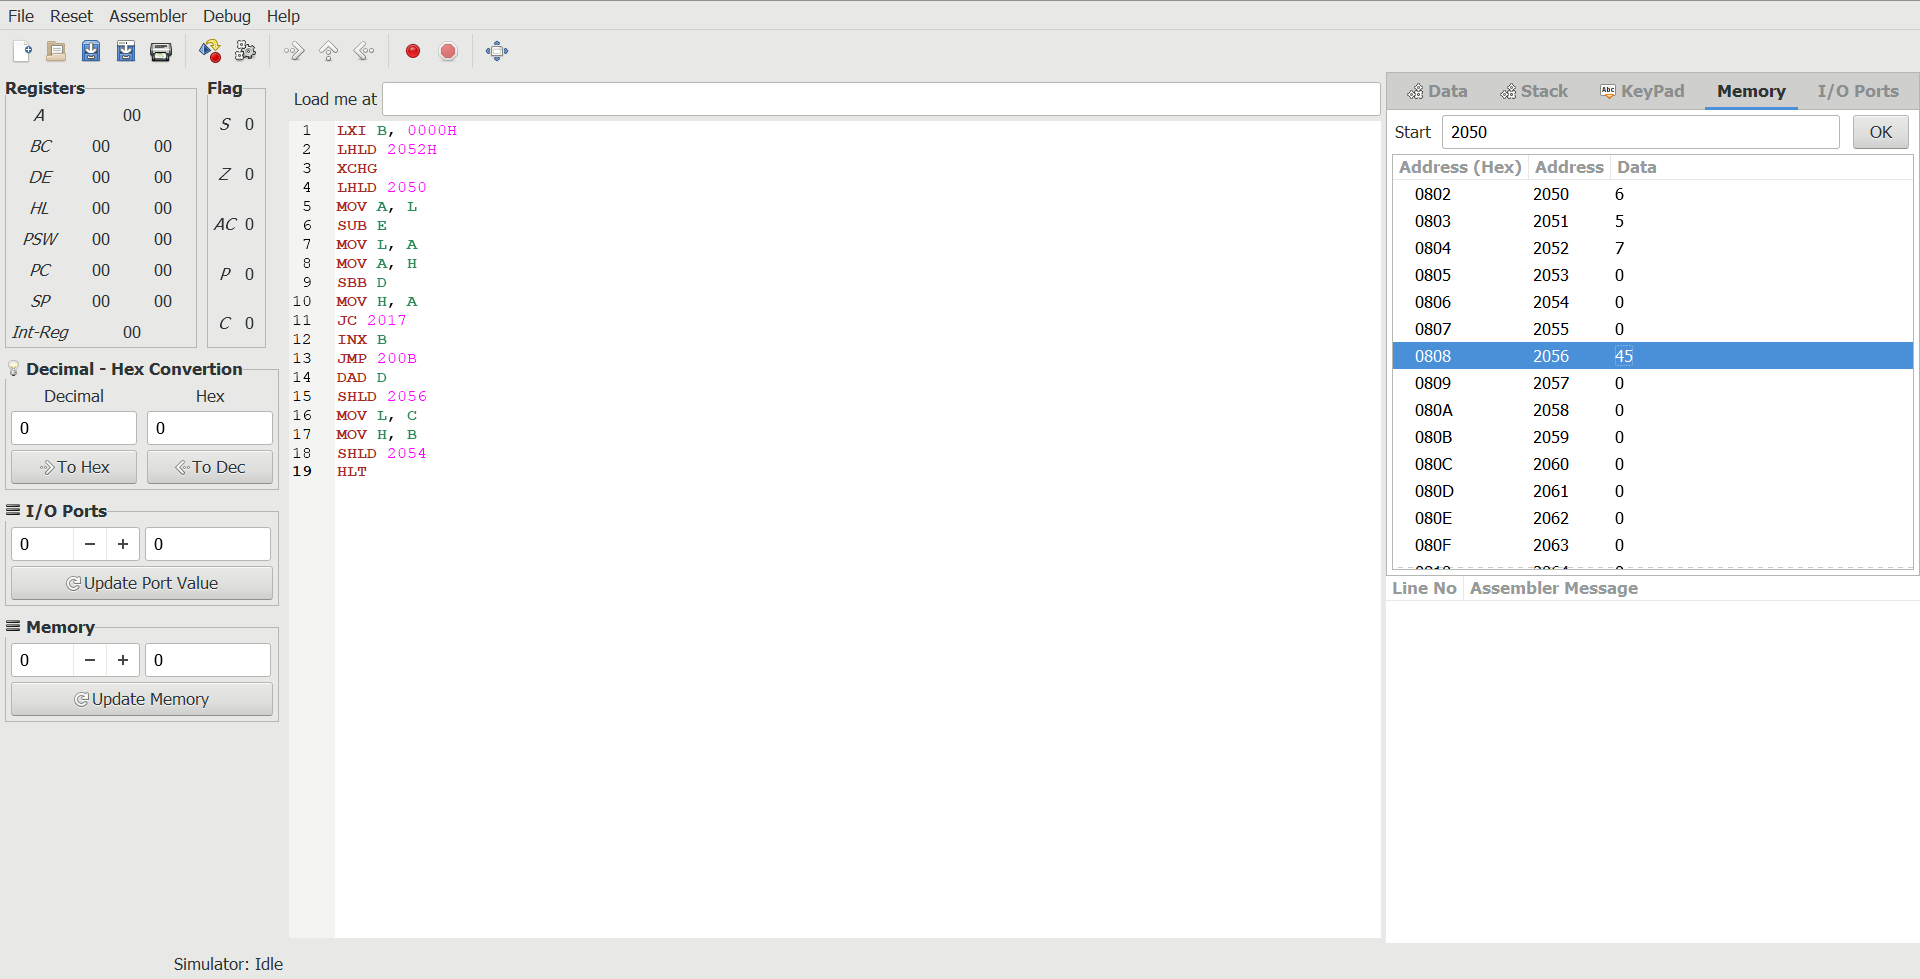 File Reset Assembler Debug Help
Registers
A 00
BC 00 00
DE 00 00
HL 00 00
PSW 00 00
PC 00 00
SP 00 00
Int-Reg 00
Flag
S 0
Z 0
AC 0
P 0
C 0
Decimal - Hex Convertion
Decimal Hex
0 0
To Hex To Dec
I/O Ports
0 − + 0
Update Port Value
Memory
0 − + 0
Update Memory
Load me at
1 LXI B, 0000H
2 LHLD 2052H
3 XCHG
4 LHLD 2050
5 MOV A, L
6 SUB E
7 MOV L, A
8 MOV A, H
9 SBB D
10 MOV H, A
11 JC 2017
12 INX B
13 JMP 200B
14 DAD D
15 SHLD 2056
16 MOV L, C
17 MOV H, B
18 SHLD 2054
19 HLT
Data Stack Abc KeyPad Memory I/O Ports
Start 2050 OK
Address (Hex) Address Data
0802 2050 6
0803 2051 5
0804 2052 7
0805 2053 0
0806 2054 0
0807 2055 0
0808 2056 45
0809 2057 0
080A 2058 0
080B 2059 0
080C 2060 0
080D 2061 0
080E 2062 0
080F 2063 0
Line No Assembler Message
Simulator: Idle